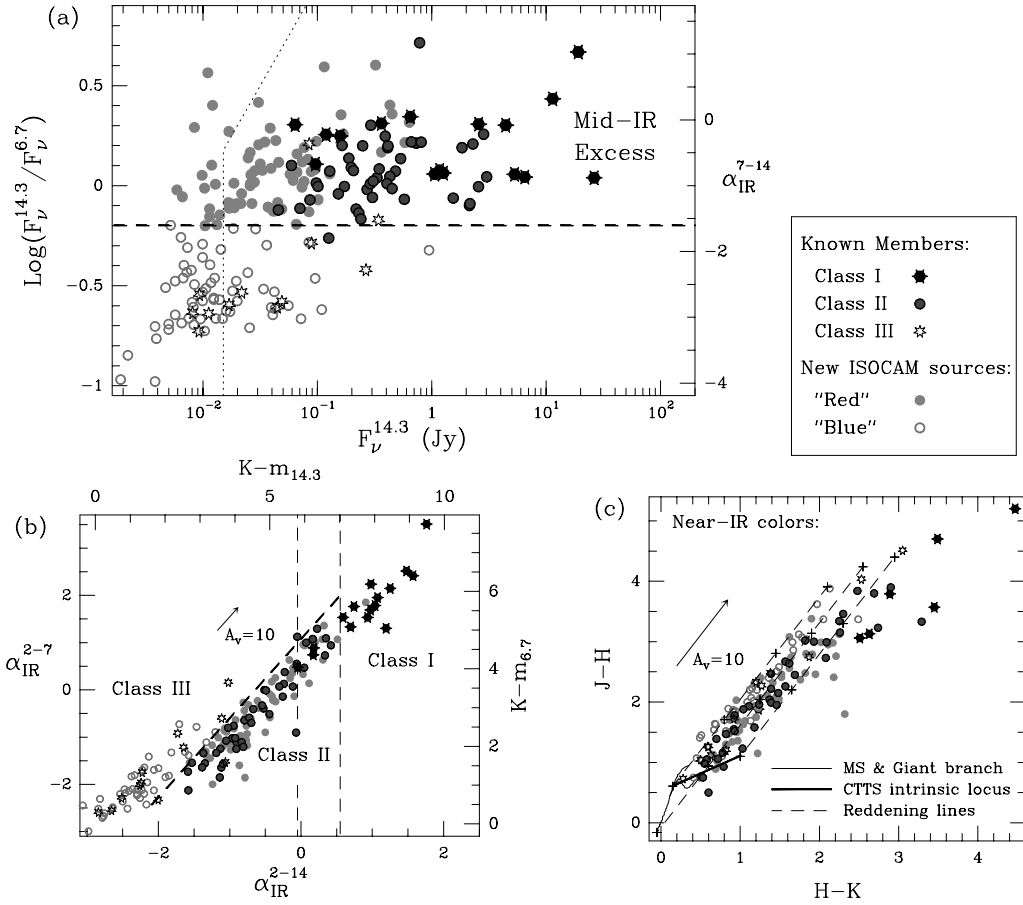 (a)
Mid-IR
Excess
Log(F_ν^14.3/F_ν^6.7)
0.5
0
−0.5
−1
0
−2
−4
α_IR^7−14
10^−2
10^−1
1
10^1
10^2
F_ν^14.3 (Jy)
Known Members:
Class I
Class II
Class III
New ISOCAM sources:
"Red"
"Blue"
K−m_14.3
0
5
10
(b)
2
0
−2
α_IR^2−7
A_v=10
Class III
Class I
Class II
6
4
2
0
K−m_6.7
−2
0
2
α_IR^2−14
(c)
Near-IR colors:
A_v=10
J−H
4
2
0
MS & Giant branch
CTTS intrinsic locus
Reddening lines
0
1
2
3
4
H−K